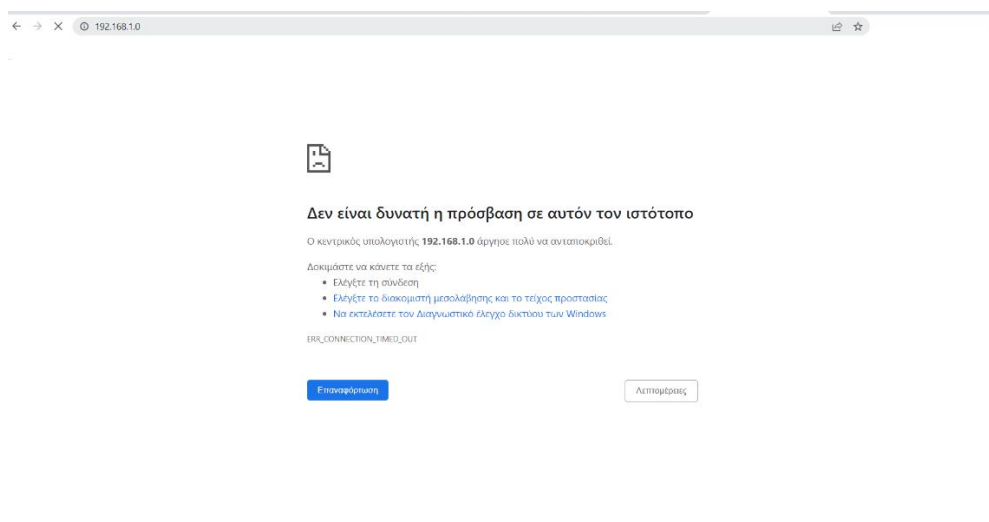 192.168.1.0
Δεν είναι δυνατή η πρόσβαση σε αυτόν τον ιστότοπο
Ο κεντρικός υπολογιστής 192.168.1.0 άργησε πολύ να ανταποκριθεί.
Δοκιμάστε να κάνετε τα εξής:
Ελέγξτε τη σύνδεση
Ελέγξτε το διακομιστή μεσολάβησης και το τείχος προστασίας
Να εκτελέσετε τον Διαγνωστικό έλεγχο δικτύου των Windows
ERR_CONNECTION_TIMED_OUT
Επαναφόρτωση
Λεπτομέρειες